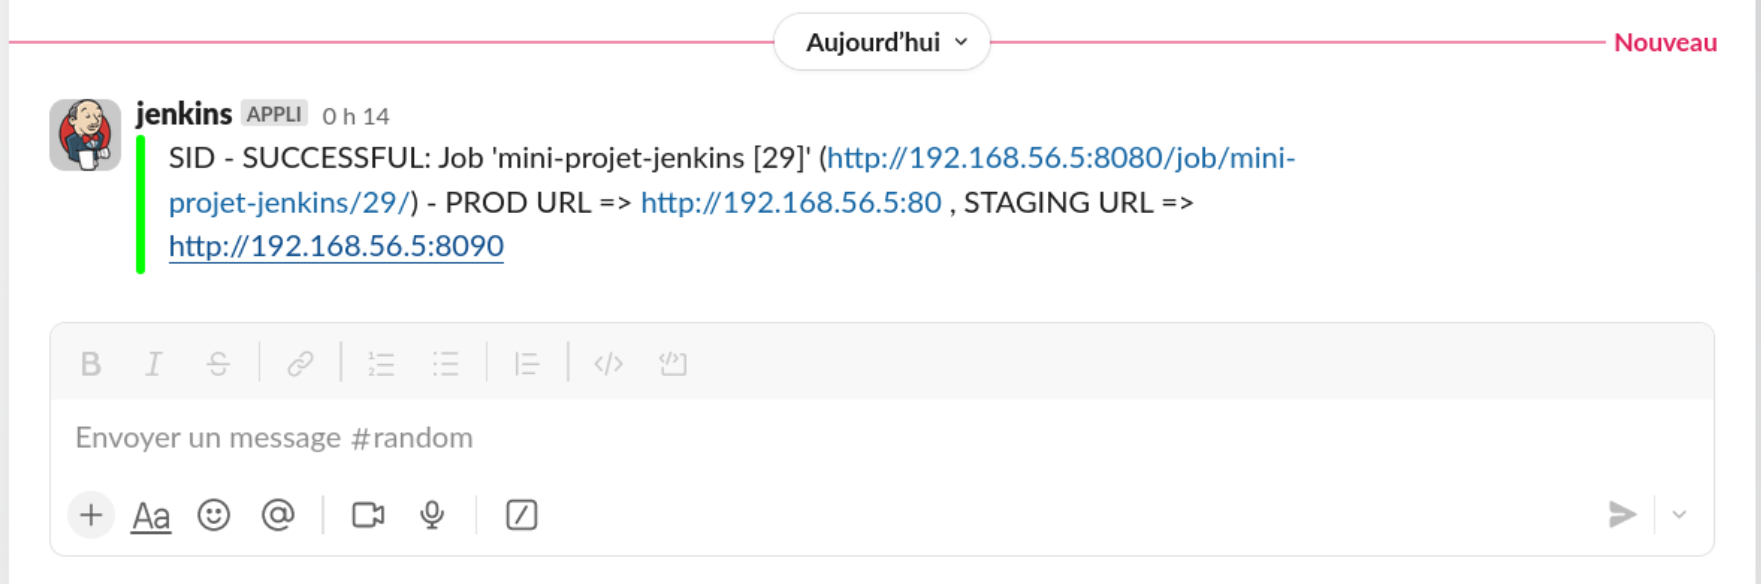 Aujourd’hui
Nouveau
jenkins APPLI 0 h 14
SID - SUCCESSFUL: Job 'mini-projet-jenkins [29]' (http://192.168.56.5:8080/job/mini-
projet-jenkins/29/) - PROD URL => http://192.168.56.5:80 , STAGING URL =>
http://192.168.56.5:8090
B I S
Envoyer un message #random
Aa